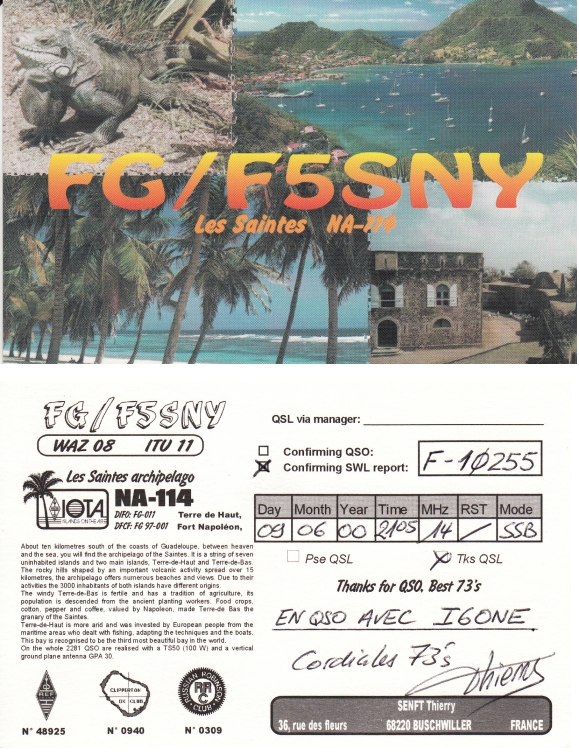 FG/F5SNY
Les Saintes NA-114
FG/F5SNY
WAZ 08 ITU 11
Les Saintes archipelago
IOTA
ISLANDS ON THE AIR
NA-114
DIFO: FG-011
DFCF: FG 97-001
Terre de Haut,
Fort Napoléon,
About ten kilometres south of the coasts of Guadeloupe, between heaven
and the sea, you will find the archipelago of the Saintes. It is a string of seven
uninhabited islands and two main islands, Terre-de-Haut and Terre-de-Bas.
The rocky hills shaped by an important volcanic activity spread over 15
kilometres, the archipelago offers numerous beaches and views. Due to their
activities the 3000 inhabitants of both islands have different origins.
The windy Terre-de-Bas is fertile and has a tradition of agriculture, its
population is descended from the ancient planting workers. Food crops,
cotton, pepper and coffee, valued by Napoleon, made Terre-de Bas the
granary of the Saintes.
Terre-de-Haut is more arid and was invested by European people from the
maritime areas who dealt with fishing, adapting the techniques and the boats.
This bay is recognised to be the third most beautiful bay in the world.
On the whole 2281 QSO are realised with a TS50 (100 W) and a vertical
ground plane antenna GPA 30.
REF
N° 48925
CLIPPERTON
DX CLUB
N° 0940
RUSSIAN ROBINSON
RRC
CLUB
N° 0309
QSL via manager:
Confirming QSO:
Confirming SWL report:
F-10255
Day Month Year Time MHz RST Mode
09 06 00 2105 14 / SSB
Pse QSL Tks QSL
Thanks for QSO. Best 73's
EN QSO AVEC I6ONE.
Cordiales 73's
Thierry
SENFT Thierry
36, rue des fleurs 68220 BUSCHWILLER FRANCE